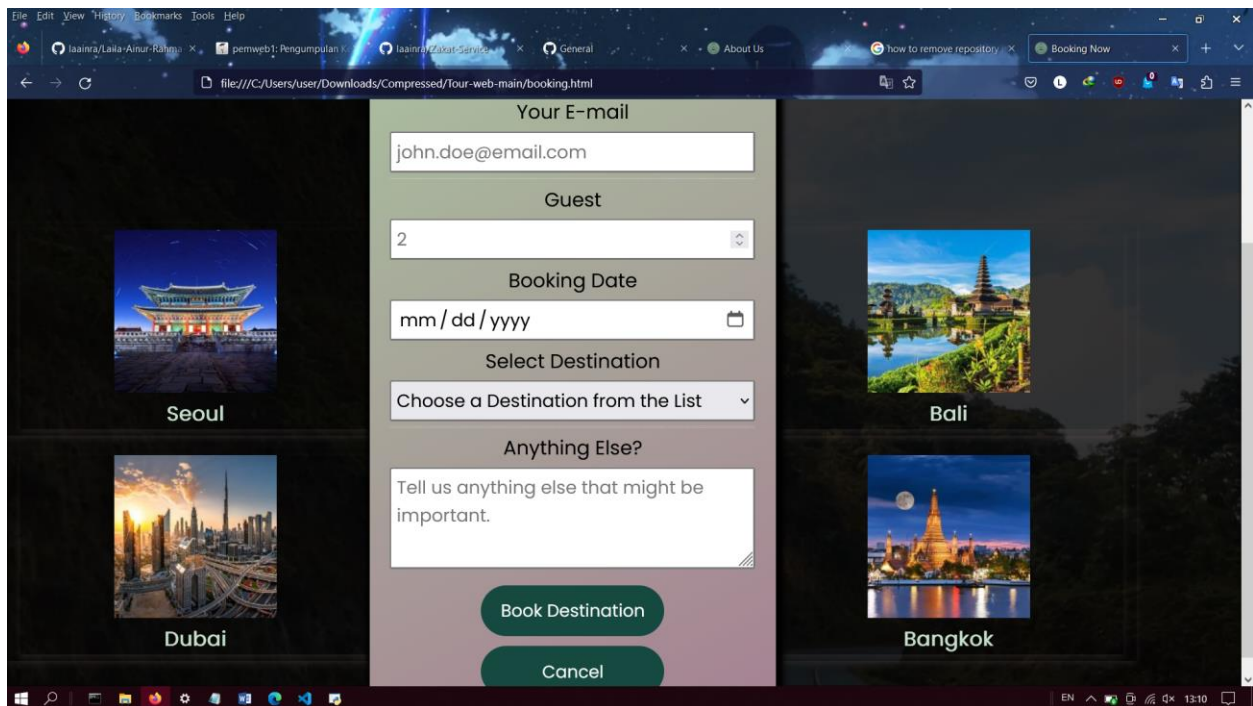 File Edit View History Bookmarks Tools Help
laainra/Laila-Ainur-Rahma
pemweb1: Pengumpulan K
laainra/Zakat-Service
General
About Us
how to remove repository
Booking Now
file:///C:/Users/user/Downloads/Compressed/Tour-web-main/booking.html
Your E-mail
john.doe@email.com
Guest
2
Booking Date
mm / dd / yyyy
Select Destination
Choose a Destination from the List
Anything Else?
Tell us anything else that might be
important.
Book Destination
Cancel
Seoul
Dubai
Bali
Bangkok
EN
13:10